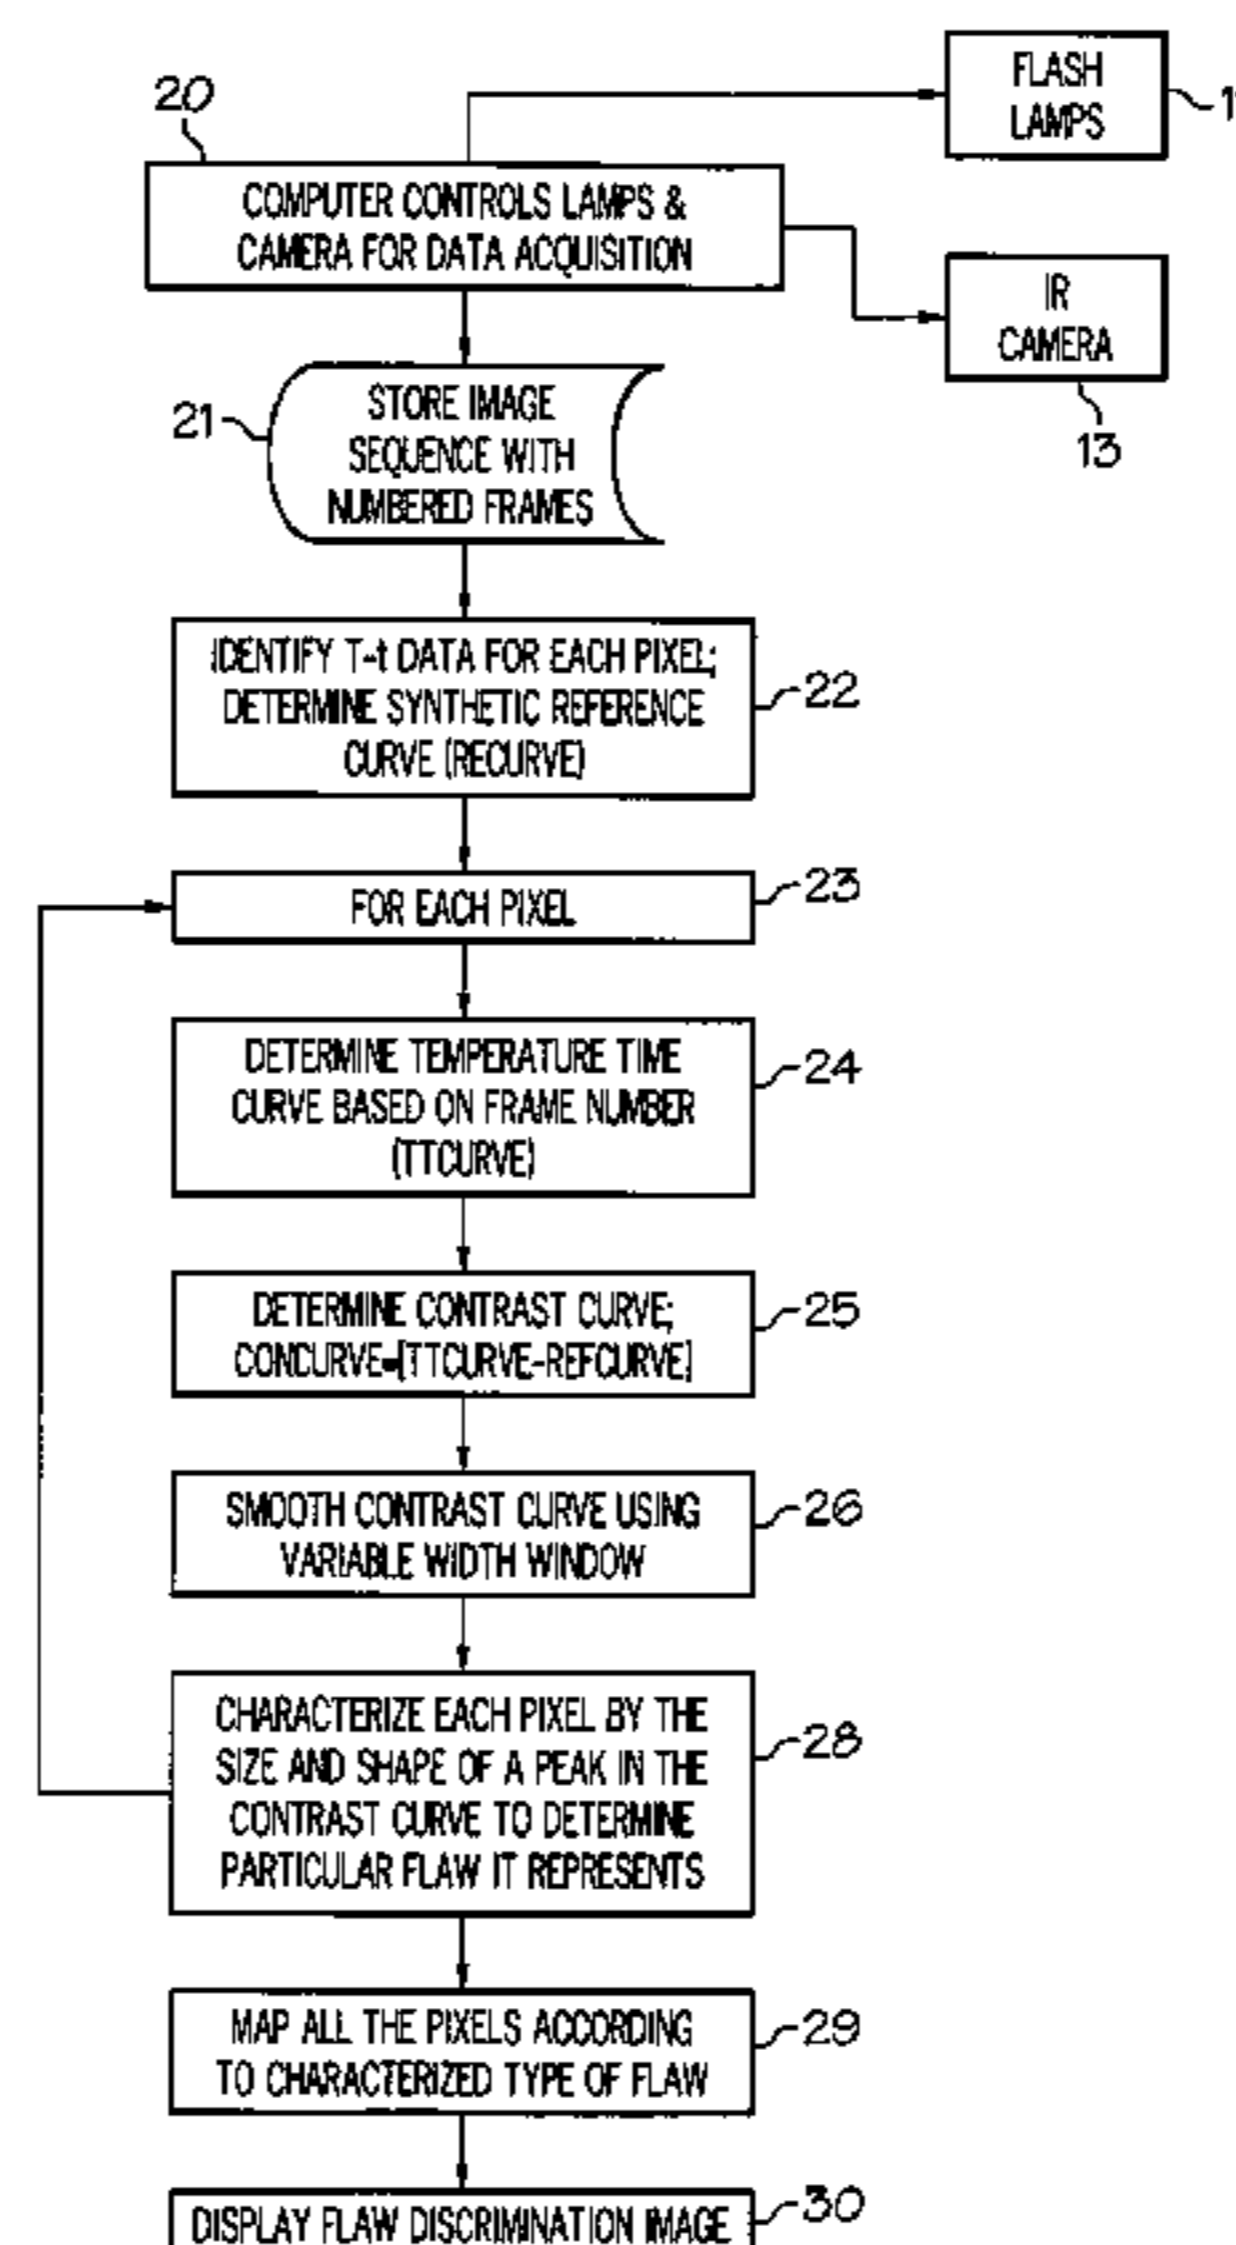 FLASH
LAMPS
1
20
COMPUTER CONTROLS LAMPS &
CAMERA FOR DATA ACQUISITION
IR
CAMERA
13
21
STORE IMAGE
SEQUENCE WITH
NUMBERED FRAMES
IDENTIFY T-t DATA FOR EACH PIXEL;
DETERMINE SYNTHETIC REFERENCE
CURVE (RECURVE)
22
FOR EACH PIXEL
23
DETERMINE TEMPERATURE TIME
CURVE BASED ON FRAME NUMBER
(TTCURVE)
24
DETERMINE CONTRAST CURVE;
CONCURVE=[TTCURVE-REFCURVE]
25
SMOOTH CONTRAST CURVE USING
VARIABLE WIDTH WINDOW
26
CHARACTERIZE EACH PIXEL BY THE
SIZE AND SHAPE OF A PEAK IN THE
CONTRAST CURVE TO DETERMINE
PARTICULAR FLAW IT REPRESENTS
28
MAP ALL THE PIXELS ACCORDING
TO CHARACTERIZED TYPE OF FLAW
29
DISPLAY FLAW DISCRIMINATION IMAGE
30